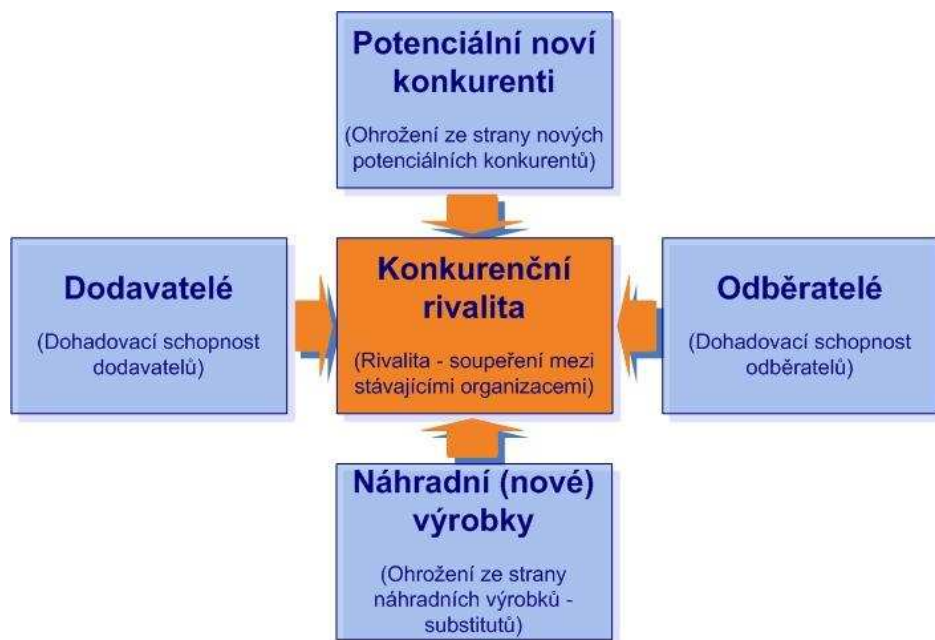 Potenciální noví
konkurenti
(Ohrožení ze strany nových
potenciálních konkurentů)
Dodavatelé
(Dohadovací schopnost
dodavatelů)
Konkurenční
rivalita
(Rivalita - soupeření mezi
stávajícími organizacemi)
Odběratelé
(Dohadovací schopnost
odběratelů)
Náhradní (nové)
výrobky
(Ohrožení ze strany
náhradních výrobků -
substitutů)